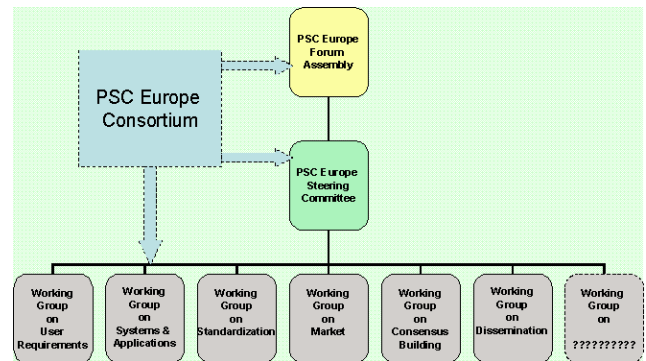 PSC Europe
Forum
Assembly
PSC Europe
Consortium
PSC Europe
Steering
Committee
Working
Group
on
User
Requirements
Working
Group
on
Systems &
Applications
Working
Group
on
Standardization
Working
Group
on
Market
Working
Group
on
Consensus
Building
Working
Group
on
Dissemination
Working
Group
on
??????????